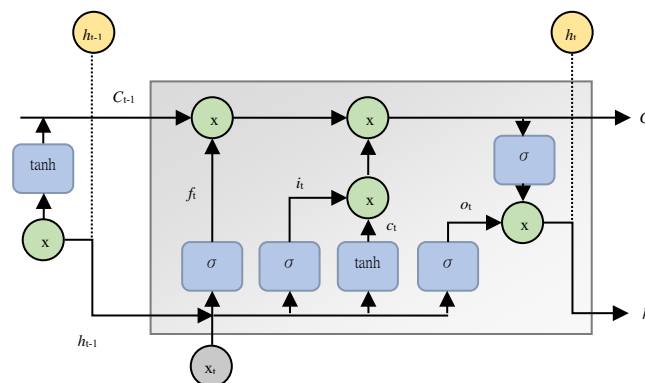 hₜ₋₁
hₜ
Cₜ₋₁
x
x
C
tanh
σ
fₜ
iₜ
x
cₜ
oₜ
x
x
σ
σ
tanh
σ
hₜ₋₁
xₜ